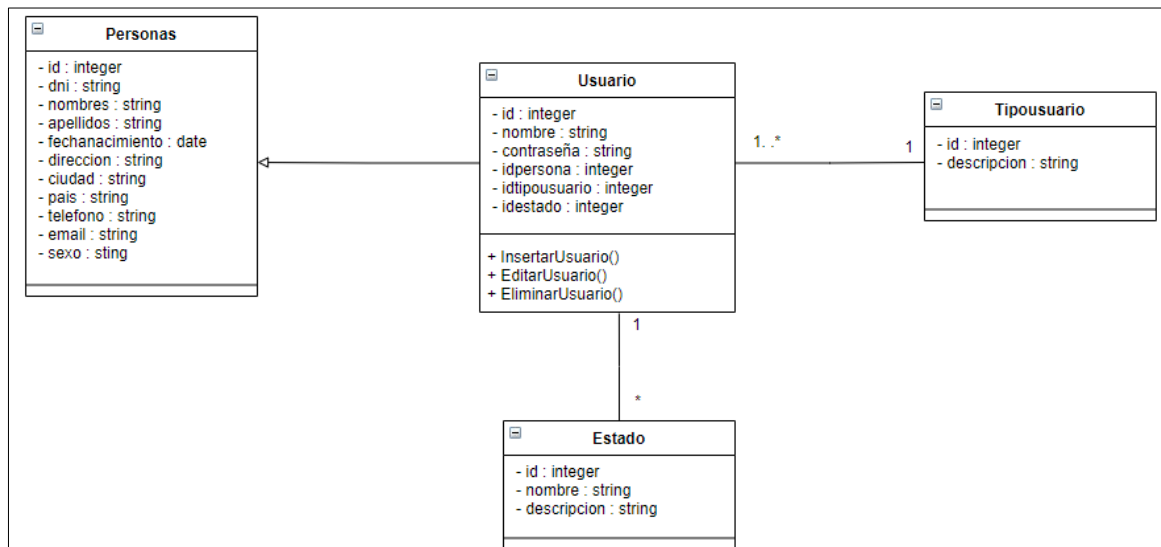 Personas
- id : integer
- dni : string
- nombres : string
- apellidos : string
- fechanacimiento : date
- direccion : string
- ciudad : string
- pais : string
- telefono : string
- email : string
- sexo : sting
Usuario
- id : integer
- nombre : string
- contraseña : string
- idpersona : integer
- idtipousuario : integer
- idestado : integer
+ InsertarUsuario()
+ EditarUsuario()
+ EliminarUsuario()
1. .*
1
Tipousuario
- id : integer
- descripcion : string
1
*
Estado
- id : integer
- nombre : string
- descripcion : string